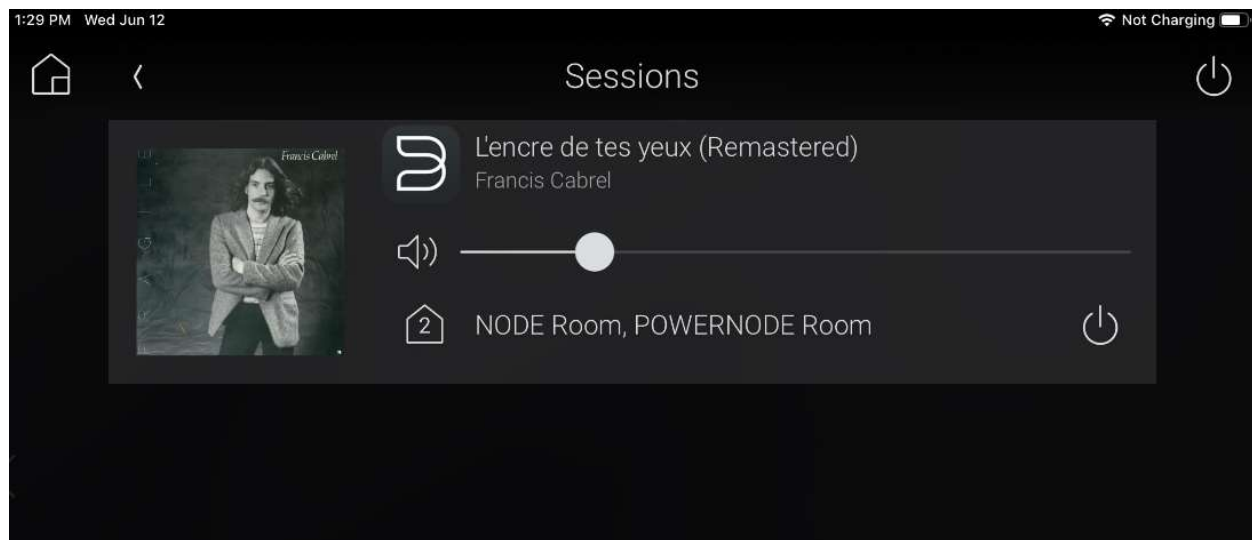 1:29 PM Wed Jun 12
Not Charging
Sessions
Francis Cabrel
FRAGILE
L'encre de tes yeux (Remastered)
Francis Cabrel
2
NODE Room, POWERNODE Room